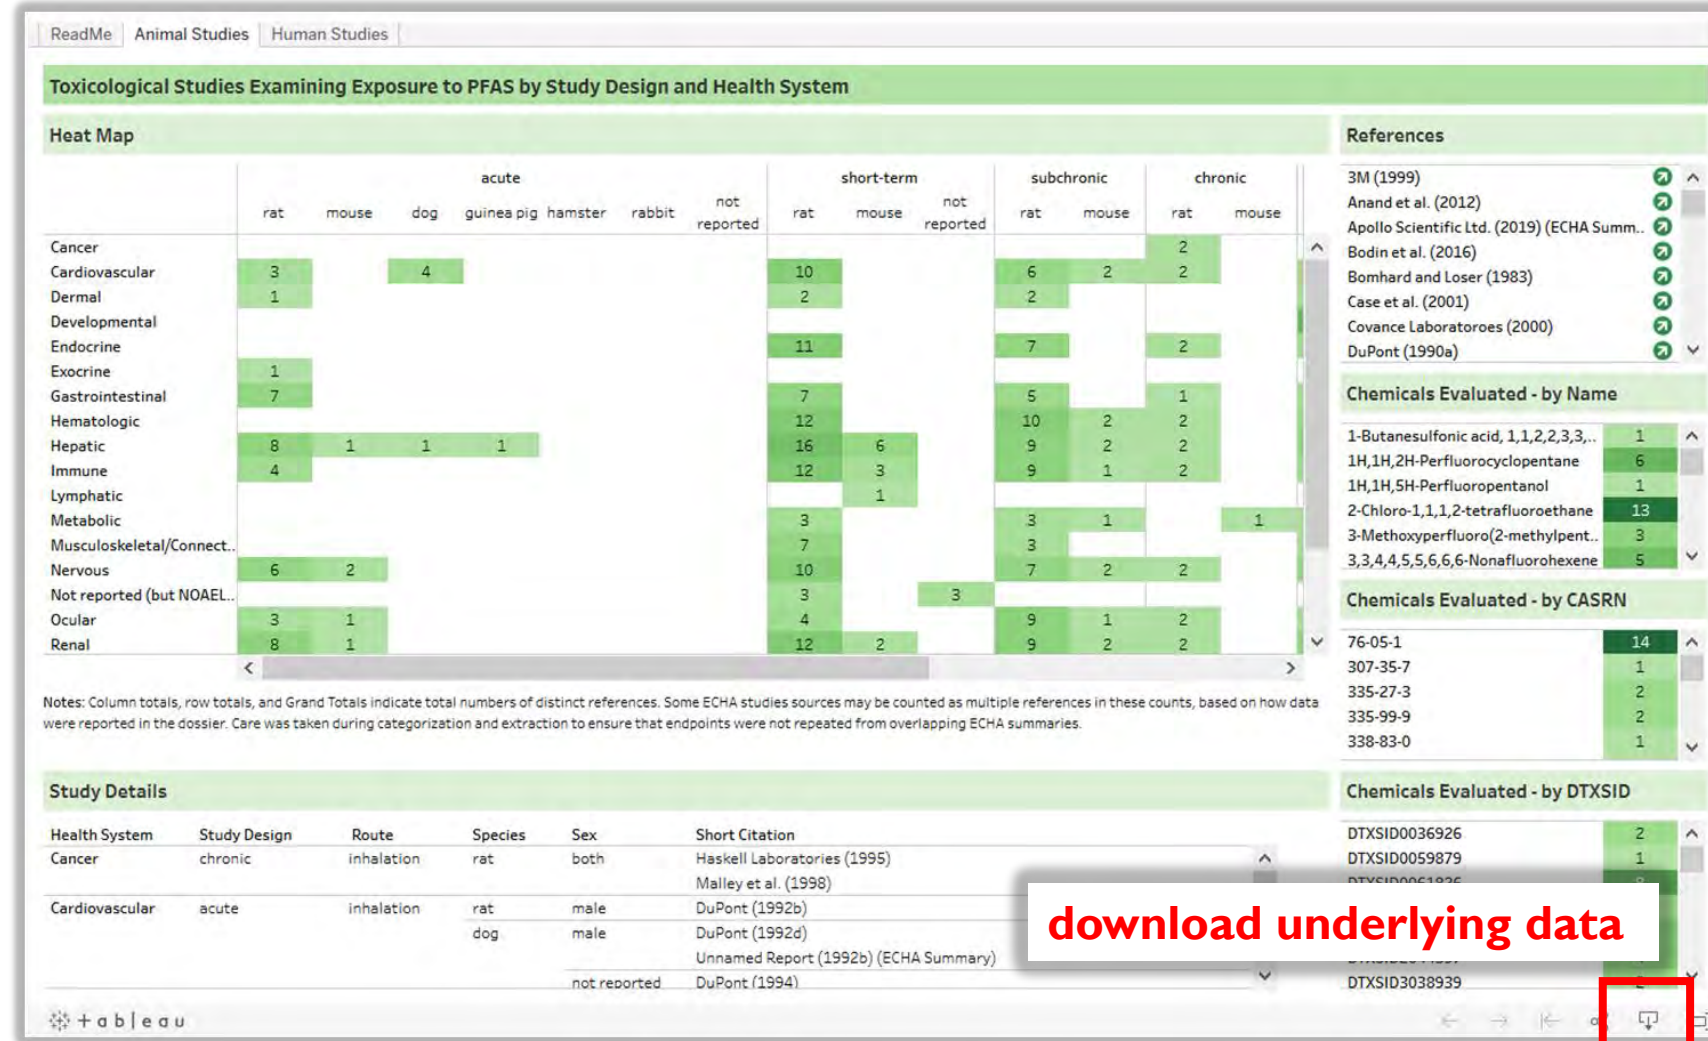 ReadMe Animal Studies Human Studies
Toxicological Studies Examining Exposure to PFAS by Study Design and Health System
Heat Map
acute short-term subchronic chronic
rat mouse dog guinea pig hamster rabbit not reported rat mouse not reported rat mouse rat mouse
Cancer 2
Cardiovascular 3 4 10 6 2 2
Dermal 1 2 2
Developmental
Endocrine 11 7 2
Exocrine 1
Gastrointestinal 7 7 5 1
Hematologic 12 10 2 2
Hepatic 8 1 1 1 16 6 9 2 2
Immune 4 12 3 9 1 2
Lymphatic 1
Metabolic 3 3 1 1
Musculoskeletal/Connect.. 7 3
Nervous 6 2 10 7 2 2
Not reported (but NOAEL.. 3 3
Ocular 3 1 4 9 1 2
Renal 8 1 12 2 9 2 2
Notes: Column totals, row totals, and Grand Totals indicate total numbers of distinct references. Some ECHA studies sources may be counted as multiple references in these counts, based on how data
were reported in the dossier. Care was taken during categorization and extraction to ensure that endpoints were not repeated from overlapping ECHA summaries.
References
3M (1999)
Anand et al. (2012)
Apollo Scientific Ltd. (2019) (ECHA Summ..
Bodin et al. (2016)
Bomhard and Loser (1983)
Case et al. (2001)
Covance Laboratoroes (2000)
DuPont (1990a)
Chemicals Evaluated - by Name
1-Butanesulfonic acid, 1,1,2,2,3,3,.. 1
1H,1H,2H-Perfluorocyclopentane 6
1H,1H,5H-Perfluoropentanol 1
2-Chloro-1,1,1,2-tetrafluoroethane 13
3-Methoxyperfluoro(2-methylpent.. 3
3,3,4,4,5,5,6,6,6-Nonafluorohexene 5
Chemicals Evaluated - by CASRN
76-05-1 14
307-35-7 1
335-27-3 2
335-99-9 2
338-83-0 1
Study Details
Health System Study Design Route Species Sex Short Citation
Cancer chronic inhalation rat both Haskell Laboratories (1995)
Malley et al. (1998)
Cardiovascular acute inhalation rat male DuPont (1992b)
dog male DuPont (1992d)
Unnamed Report (1992b) (ECHA Summary)
not reported DuPont (1994)
Chemicals Evaluated - by DTXSID
DTXSID0036926 2
DTXSID0059879 1
DTXSID3038939
download underlying data
+ableau